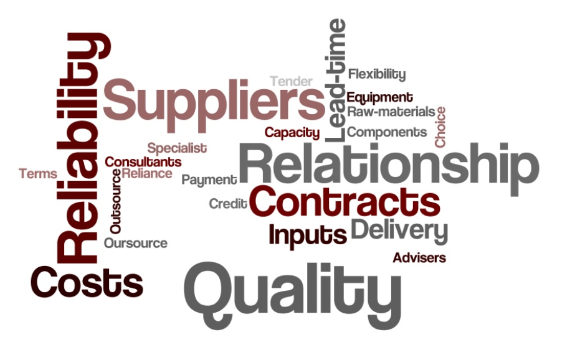 Reliability
Suppliers
Tender
Lead-time
Flexibility
Equipment
Raw-materials
Choice
Capacity
Components
Specialist
Consultants
Terms
Reliance
Relationship
Payment
Outsource
Credit
Contracts
Oursource
Inputs
Delivery
Advisers
Costs
Quality